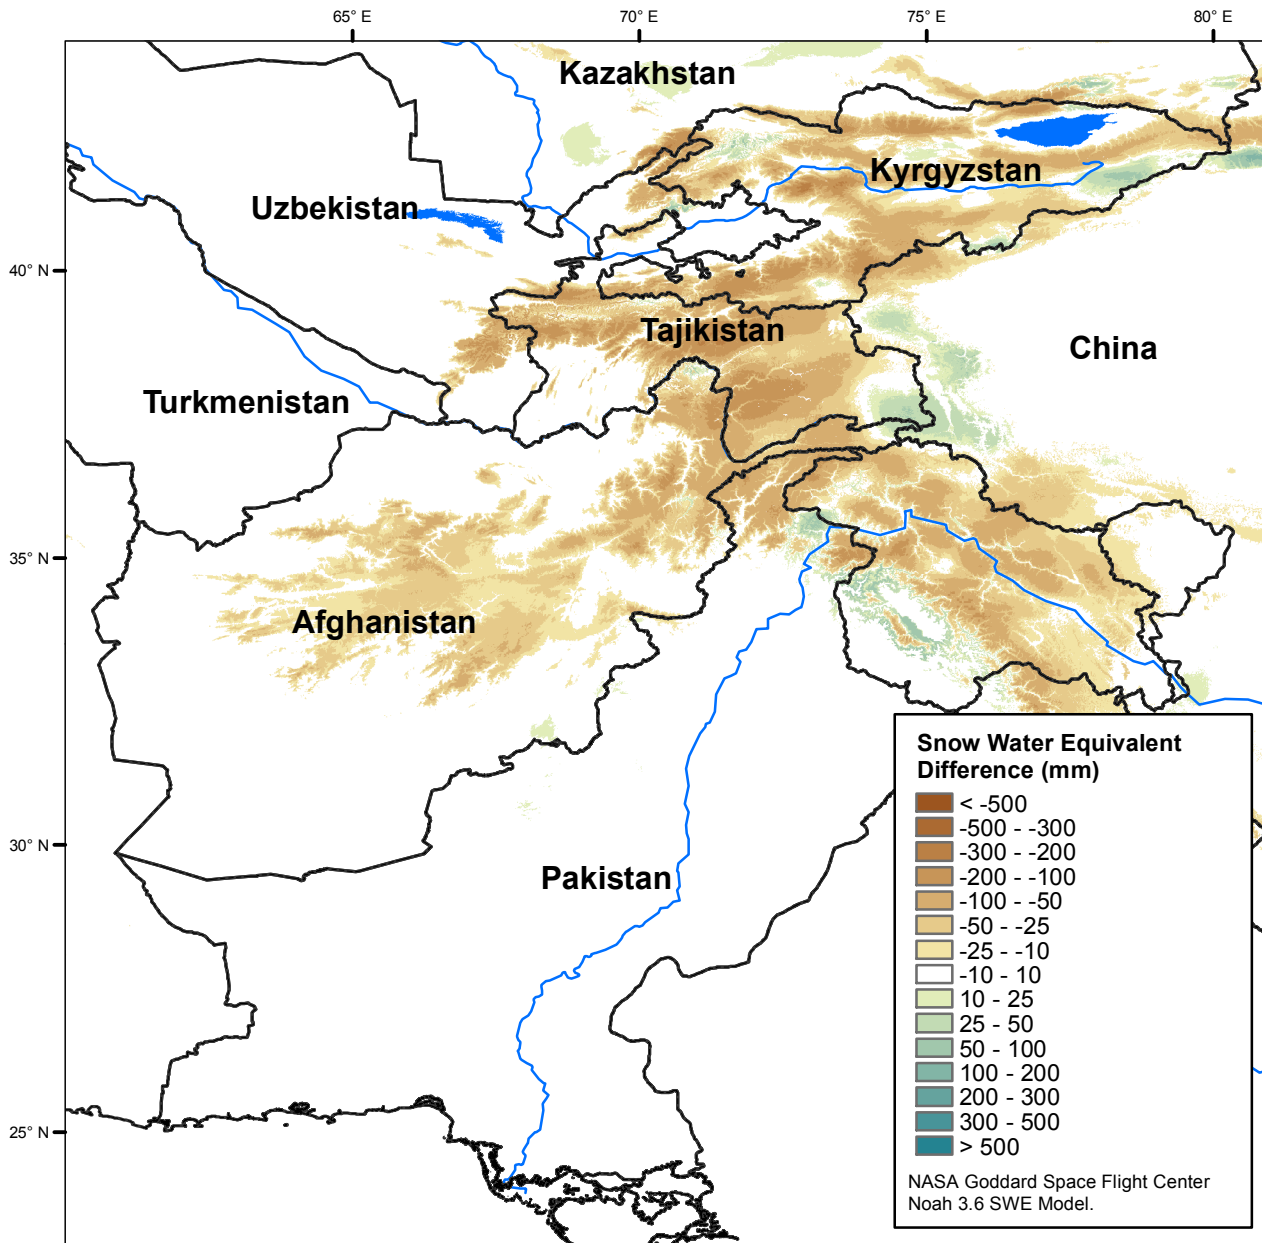 65° E
70° E
75° E
80° E
Kazakhstan
Kyrgyzstan
Uzbekistan
40° N
Tajikistan
China
Turkmenistan
35° N
Afghanistan
30° N
Pakistan
25° N
Snow Water Equivalent
Difference (mm)
< -500
-500 - -300
-300 - -200
-200 - -100
-100 - -50
-50 - -25
-25 - -10
-10 - 10
10 - 25
25 - 50
50 - 100
100 - 200
200 - 300
300 - 500
> 500
NASA Goddard Space Flight Center
Noah 3.6 SWE Model.